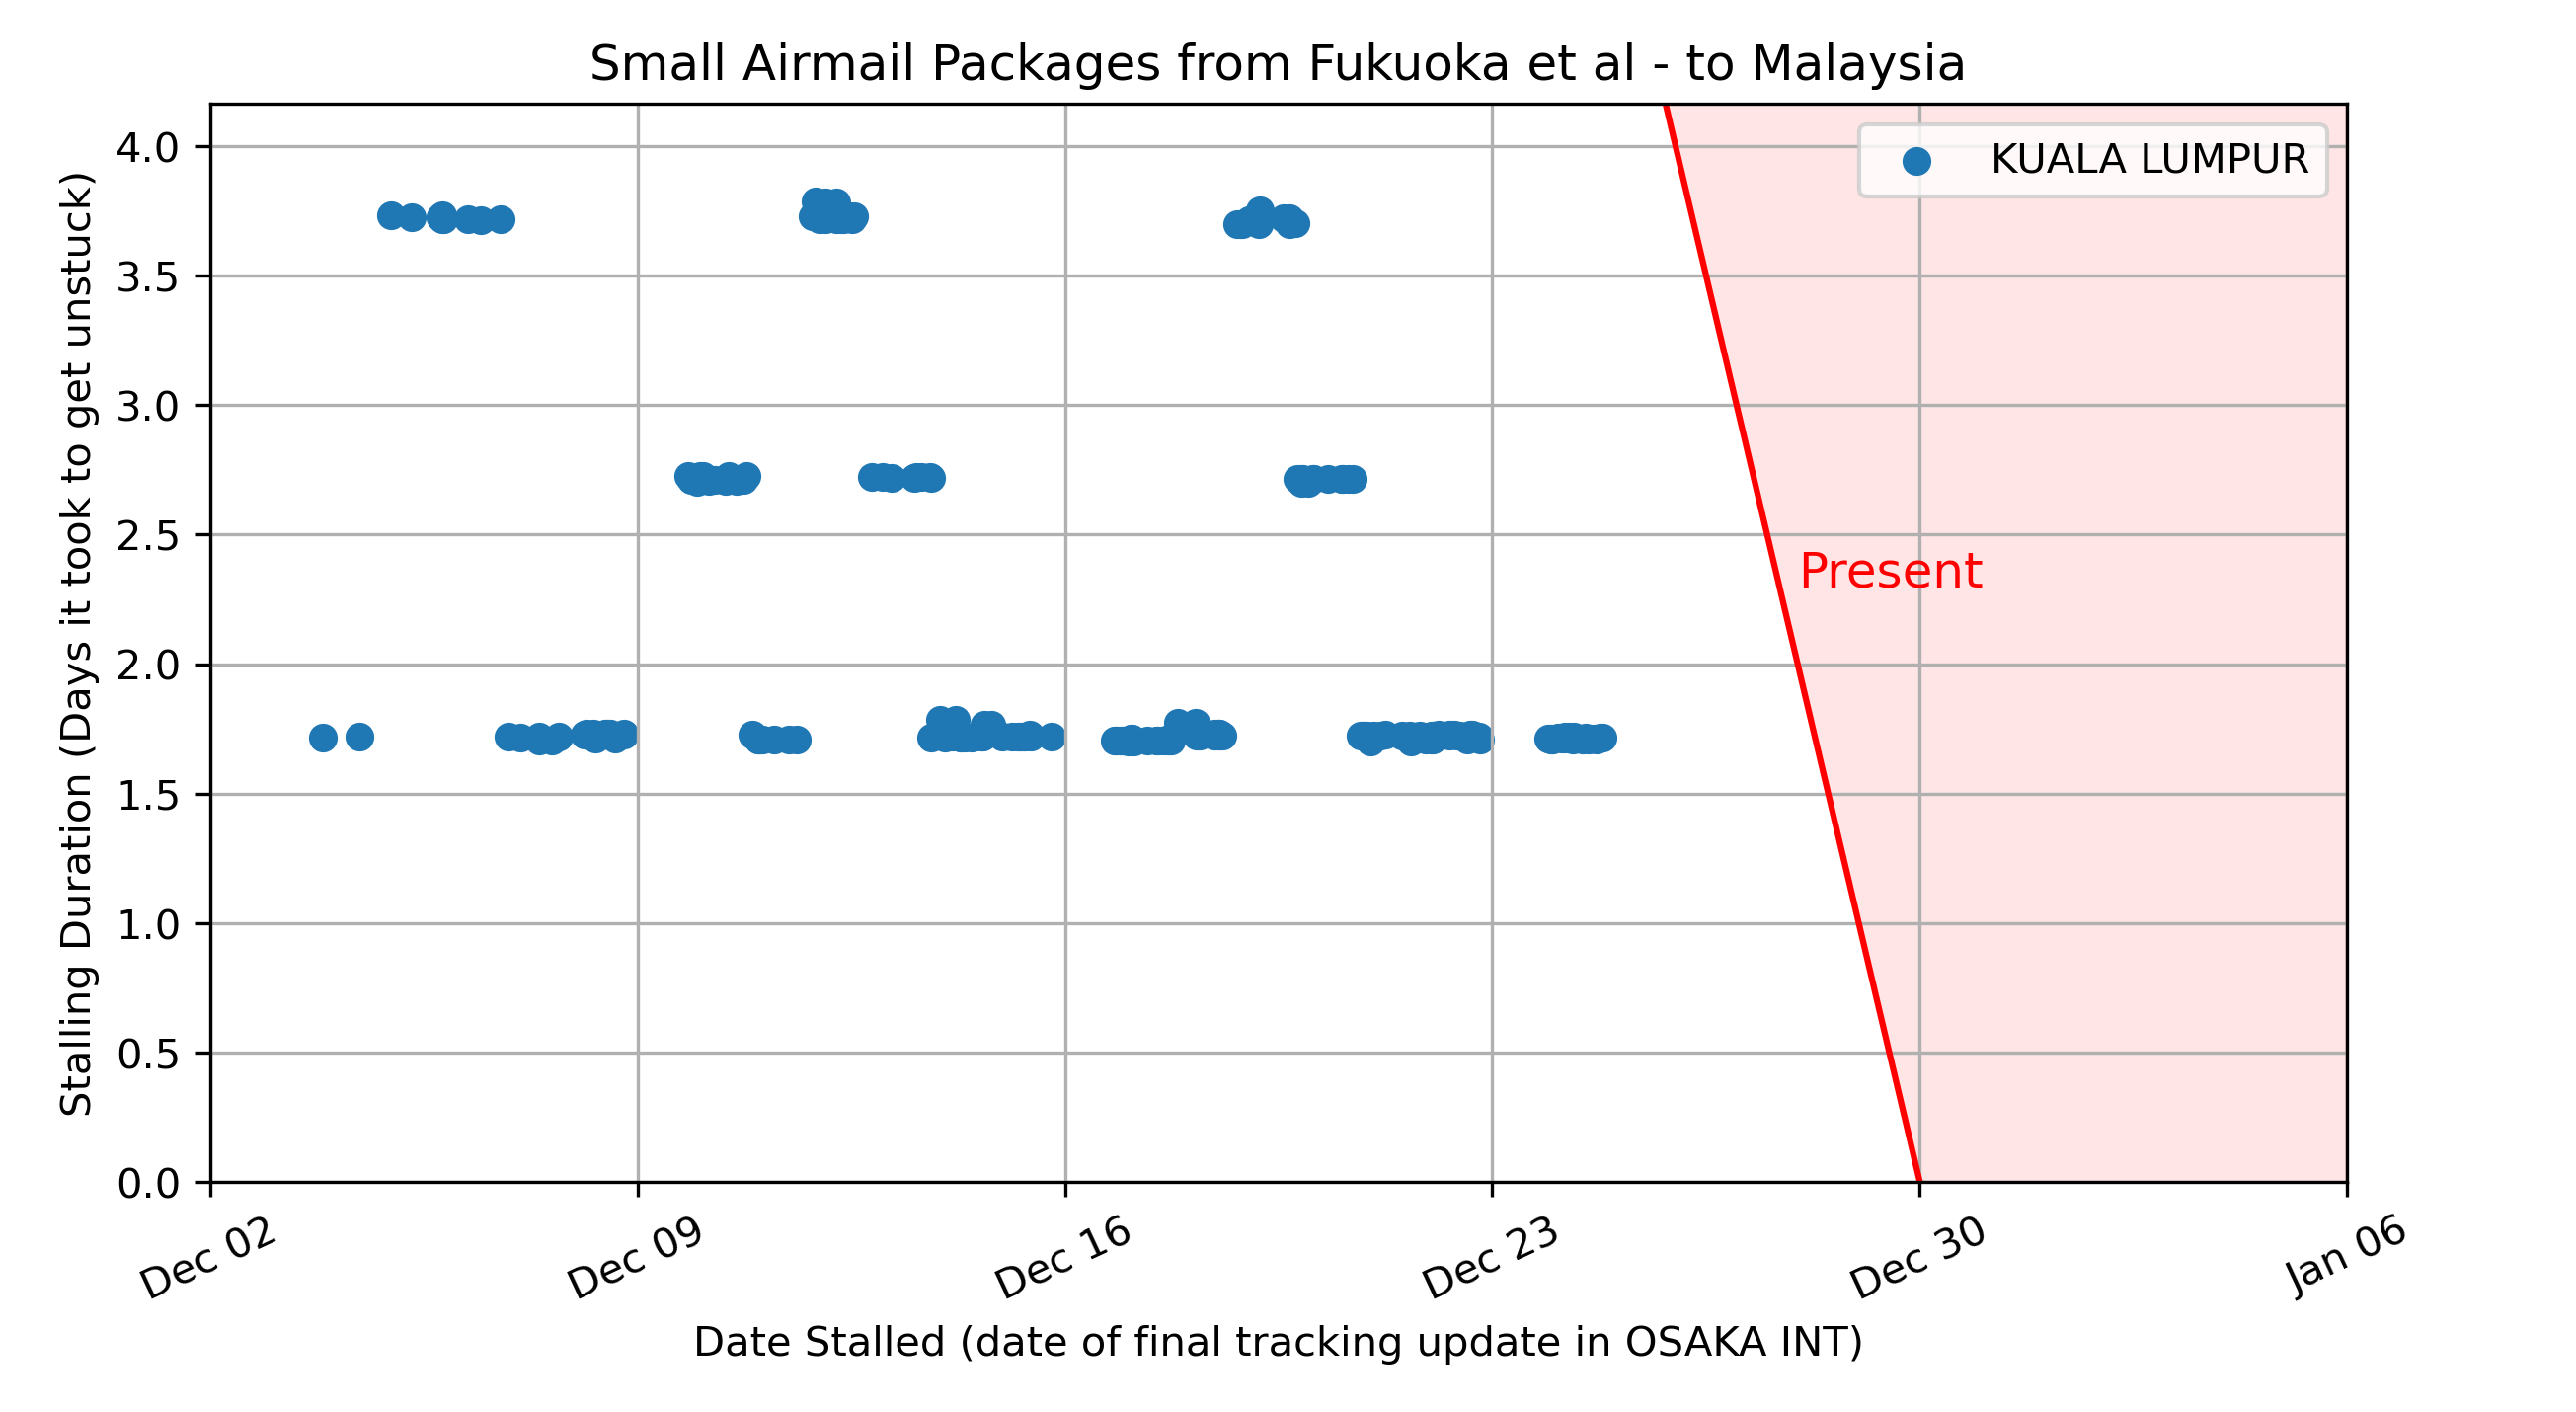 Small Airmail Packages from Fukuoka et al - to Malaysia
KUALA LUMPUR
Stalling Duration (Days it took to get unstuck)
4.0
3.5
3.0
2.5
2.0
1.5
1.0
0.5
0.0
Present
Dec 02
Dec 09
Dec 16
Dec 23
Dec 30
Jan 06
Date Stalled (date of final tracking update in OSAKA INT)